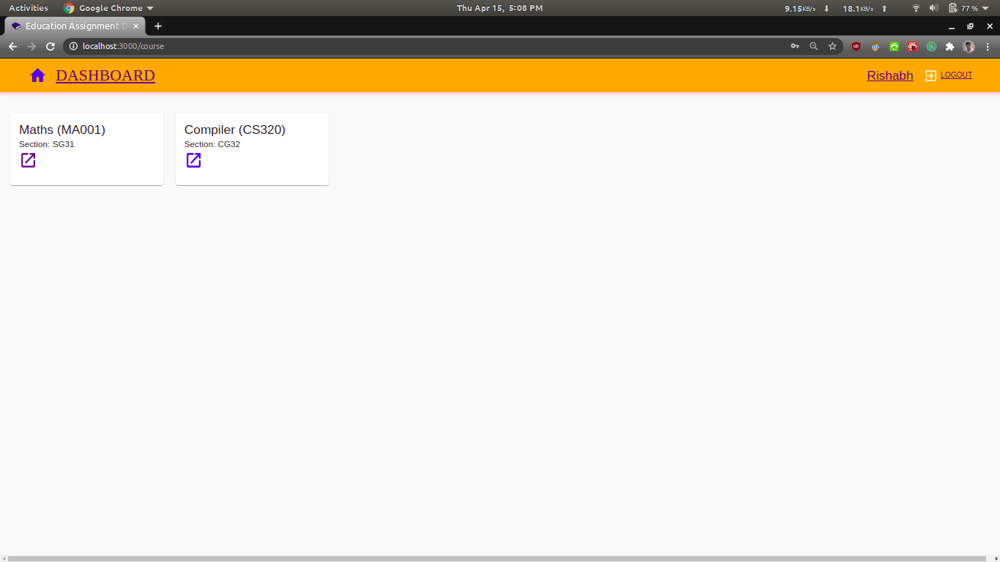 Activities Google Chrome Thu Apr 15, 5:08 PM 9.15KB/s 18.1KB/s 77 %
Education Assignment D
localhost:3000/course
DASHBOARD Rishabh LOGOUT
Maths (MA001) Compiler (CS320)
Section: SG31 Section: CG32